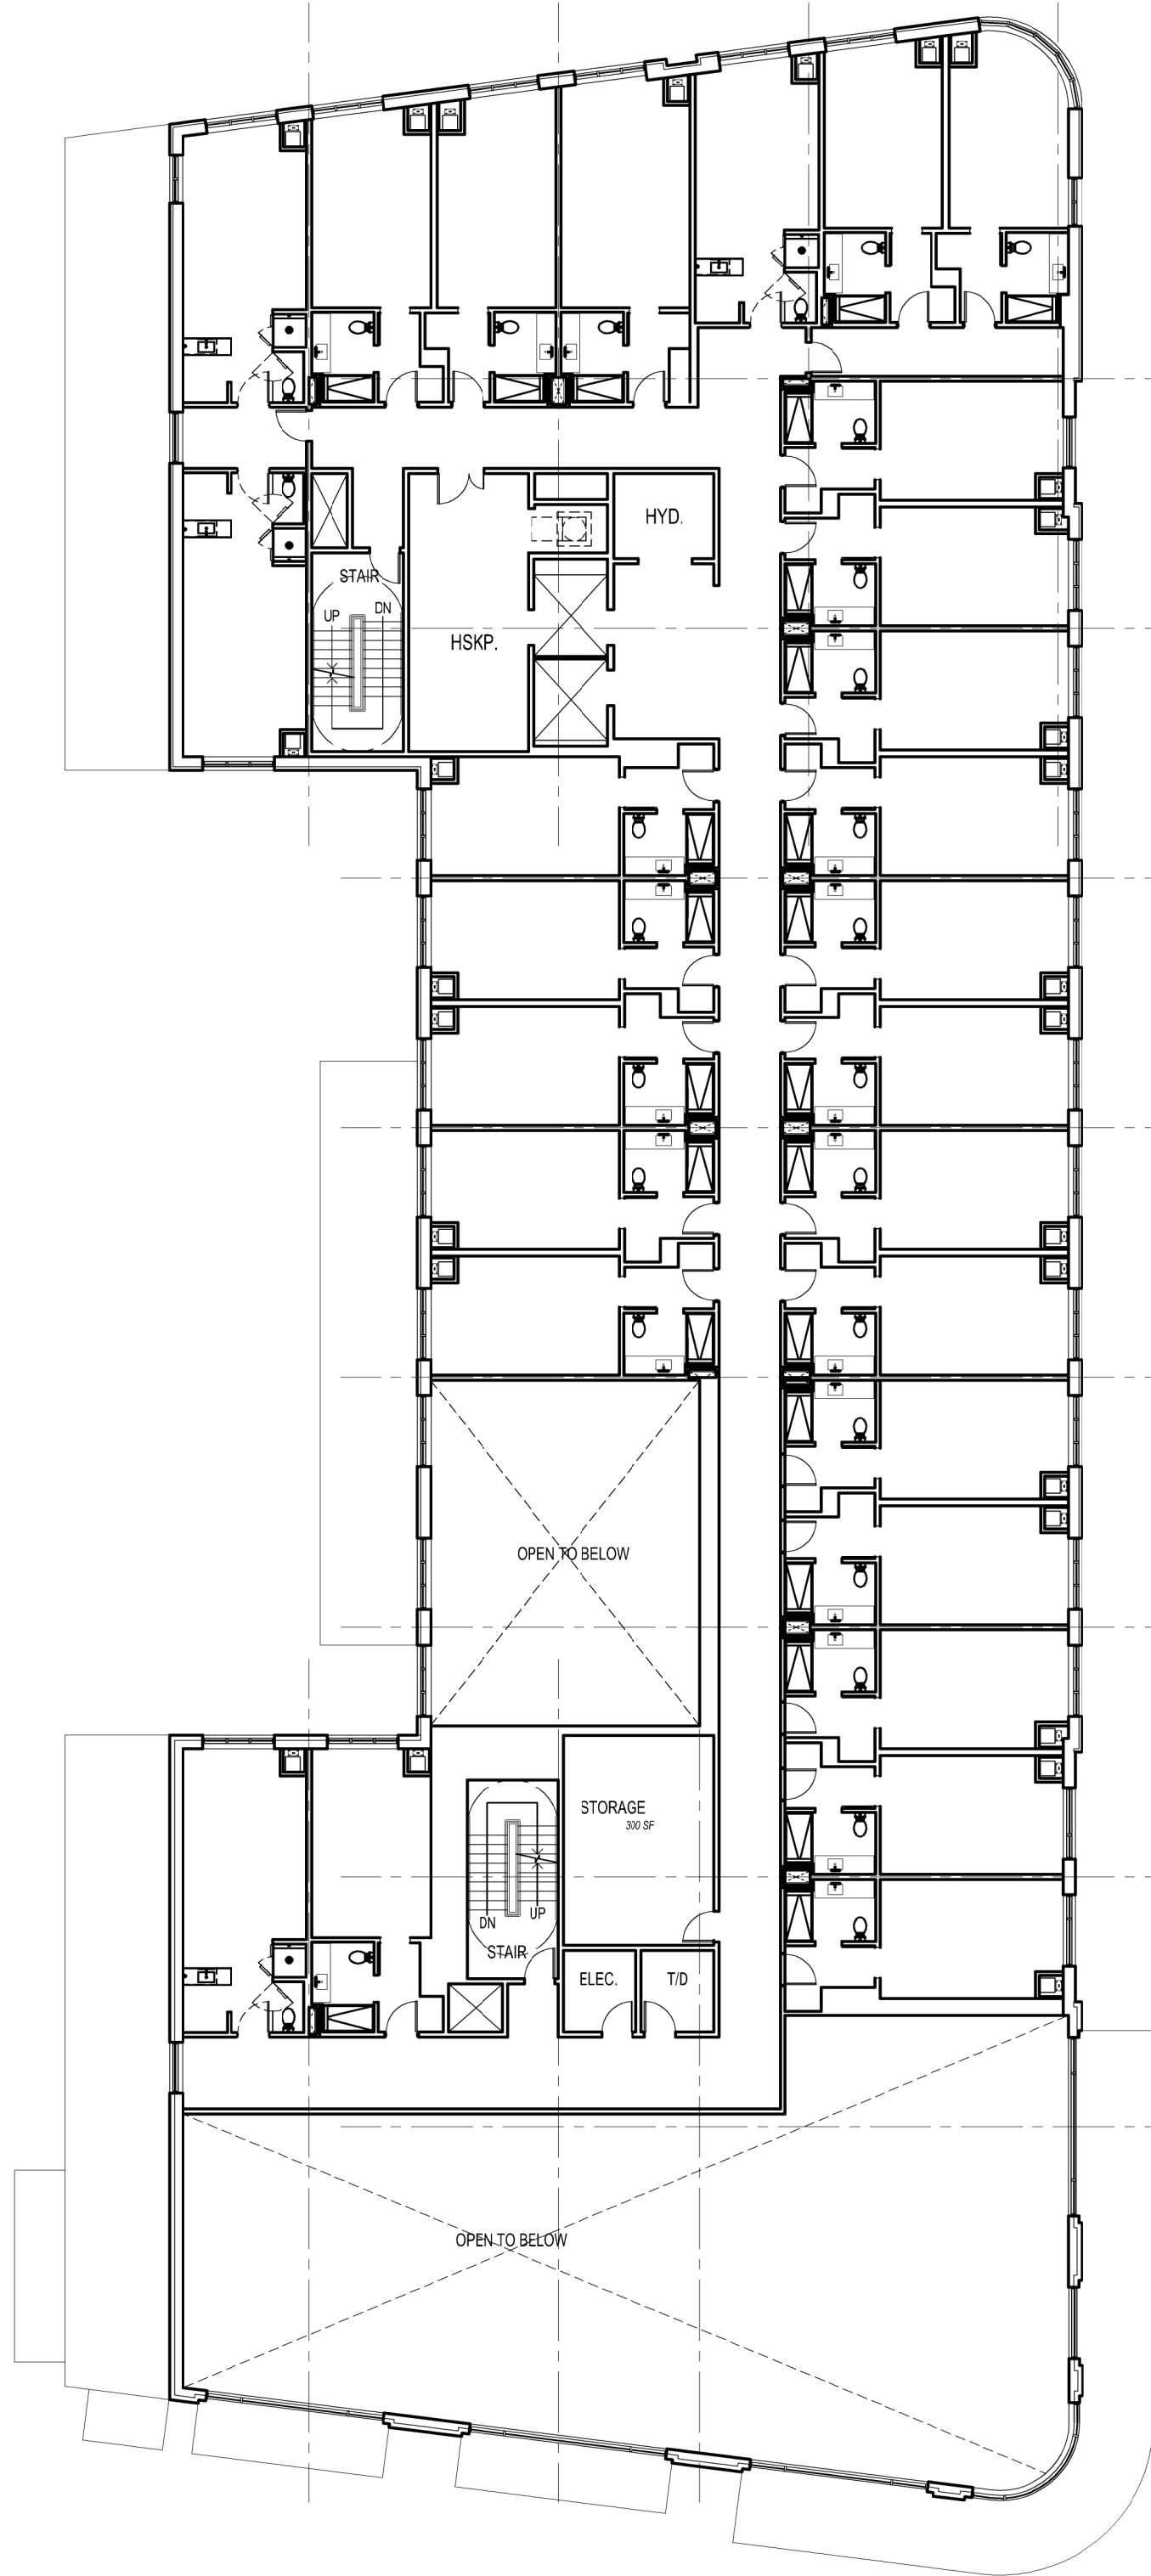 HYD.
STAIR
UP
DN
HSKP.
OPEN TO BELOW
STORAGE
300 SF
DN
UP
STAIR
ELEC.
T/D
OPEN TO BELOW